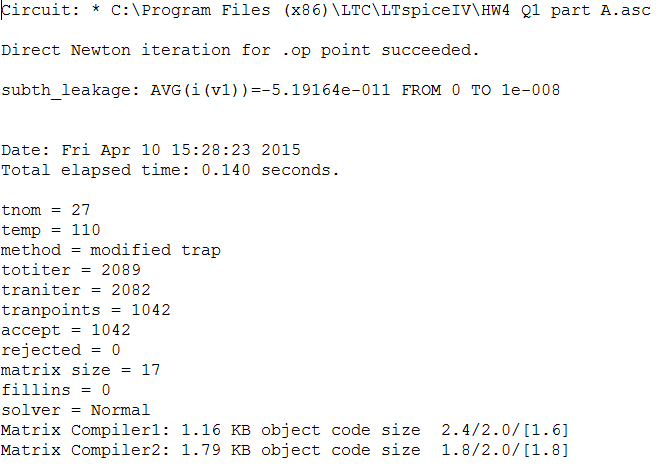 Circuit: * C:\Program Files (x86)\LTC\LTspiceIV\HW4 Q1 part A.asc
Direct Newton iteration for .op point succeeded.
subth_leakage: AVG(i(v1))=-5.19164e-011 FROM 0 TO 1e-008
Date: Fri Apr 10 15:28:23 2015
Total elapsed time: 0.140 seconds.
tnom = 27
temp = 110
method = modified trap
totiter = 2089
traniter = 2082
tranpoints = 1042
accept = 1042
rejected = 0
matrix size = 17
fillins = 0
solver = Normal
Matrix Compiler1: 1.16 KB object code size  2.4/2.0/[1.6]
Matrix Compiler2: 1.79 KB object code size  1.8/2.0/[1.8]